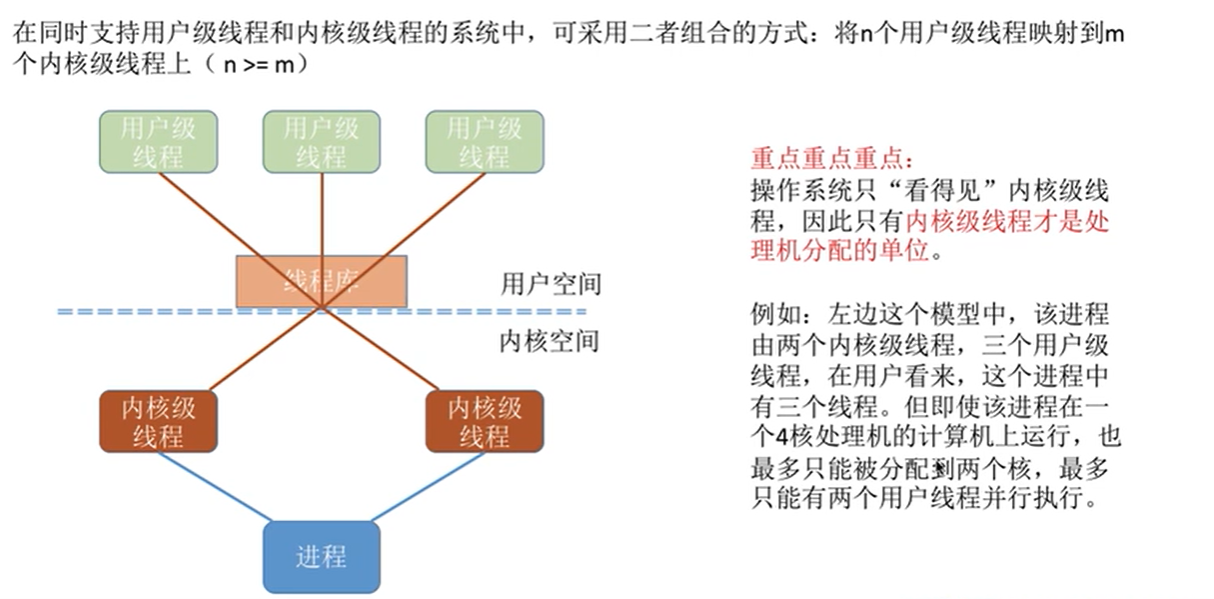 在同时支持用户级线程和内核级线程的系统中，可采用二者组合的方式：将n个用户级线程映射到m
个内核级线程上（ n >= m）
用户级
线程
用户级
线程
用户级
线程
线程库
用户空间
内核空间
内核级
线程
内核级
线程
进程
重点重点重点：
操作系统只“看得见”内核级线
程，因此只有内核级线程才是处
理机分配的单位。
例如：左边这个模型中，该进程
由两个内核级线程，三个用户级
线程，在用户看来，这个进程中
有三个线程。但即使该进程在一
个4核处理机的计算机上运行，也
最多只能被分配到两个核，最多
只能有两个用户线程并行执行。